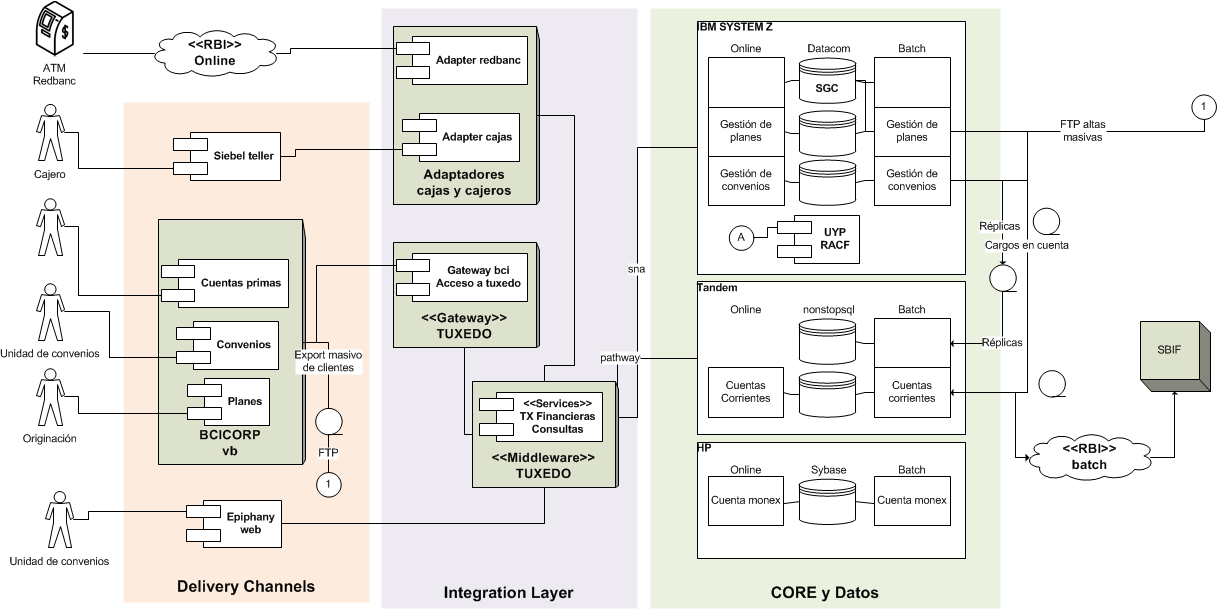 ATM
Redbanc
<<RBI>>
Online
$
Cajero
Unidad de convenios
Originación
Unidad de convenios
Siebel teller
Cuentas primas
Convenios
Planes
BCICORP
vb
Export masivo
de clientes
FTP
1
Epiphany
web
Delivery Channels
Adapter redbanc
Adapter cajas
Adaptadores
cajas y cajeros
Gateway bci
Acceso a tuxedo
<<Gateway>>
TUXEDO
<<Services>>
TX Financieras
Consultas
<<Middleware>>
TUXEDO
Integration Layer
sna
pathway
IBM SYSTEM Z
Online
Datacom
Batch
SGC
Gestión de
planes
Gestión de
planes
Gestión de
convenios
Gestión de
convenios
A
UYP
RACF
Tandem
Online
nonstopsql
Batch
Cuentas
Corrientes
Cuentas
corrientes
HP
Online
Sybase
Batch
Cuenta monex
Cuenta monex
CORE y Datos
FTP altas
masivas
1
Réplicas
Cargos en cuenta
Réplicas
<<RBI>>
batch
SBIF